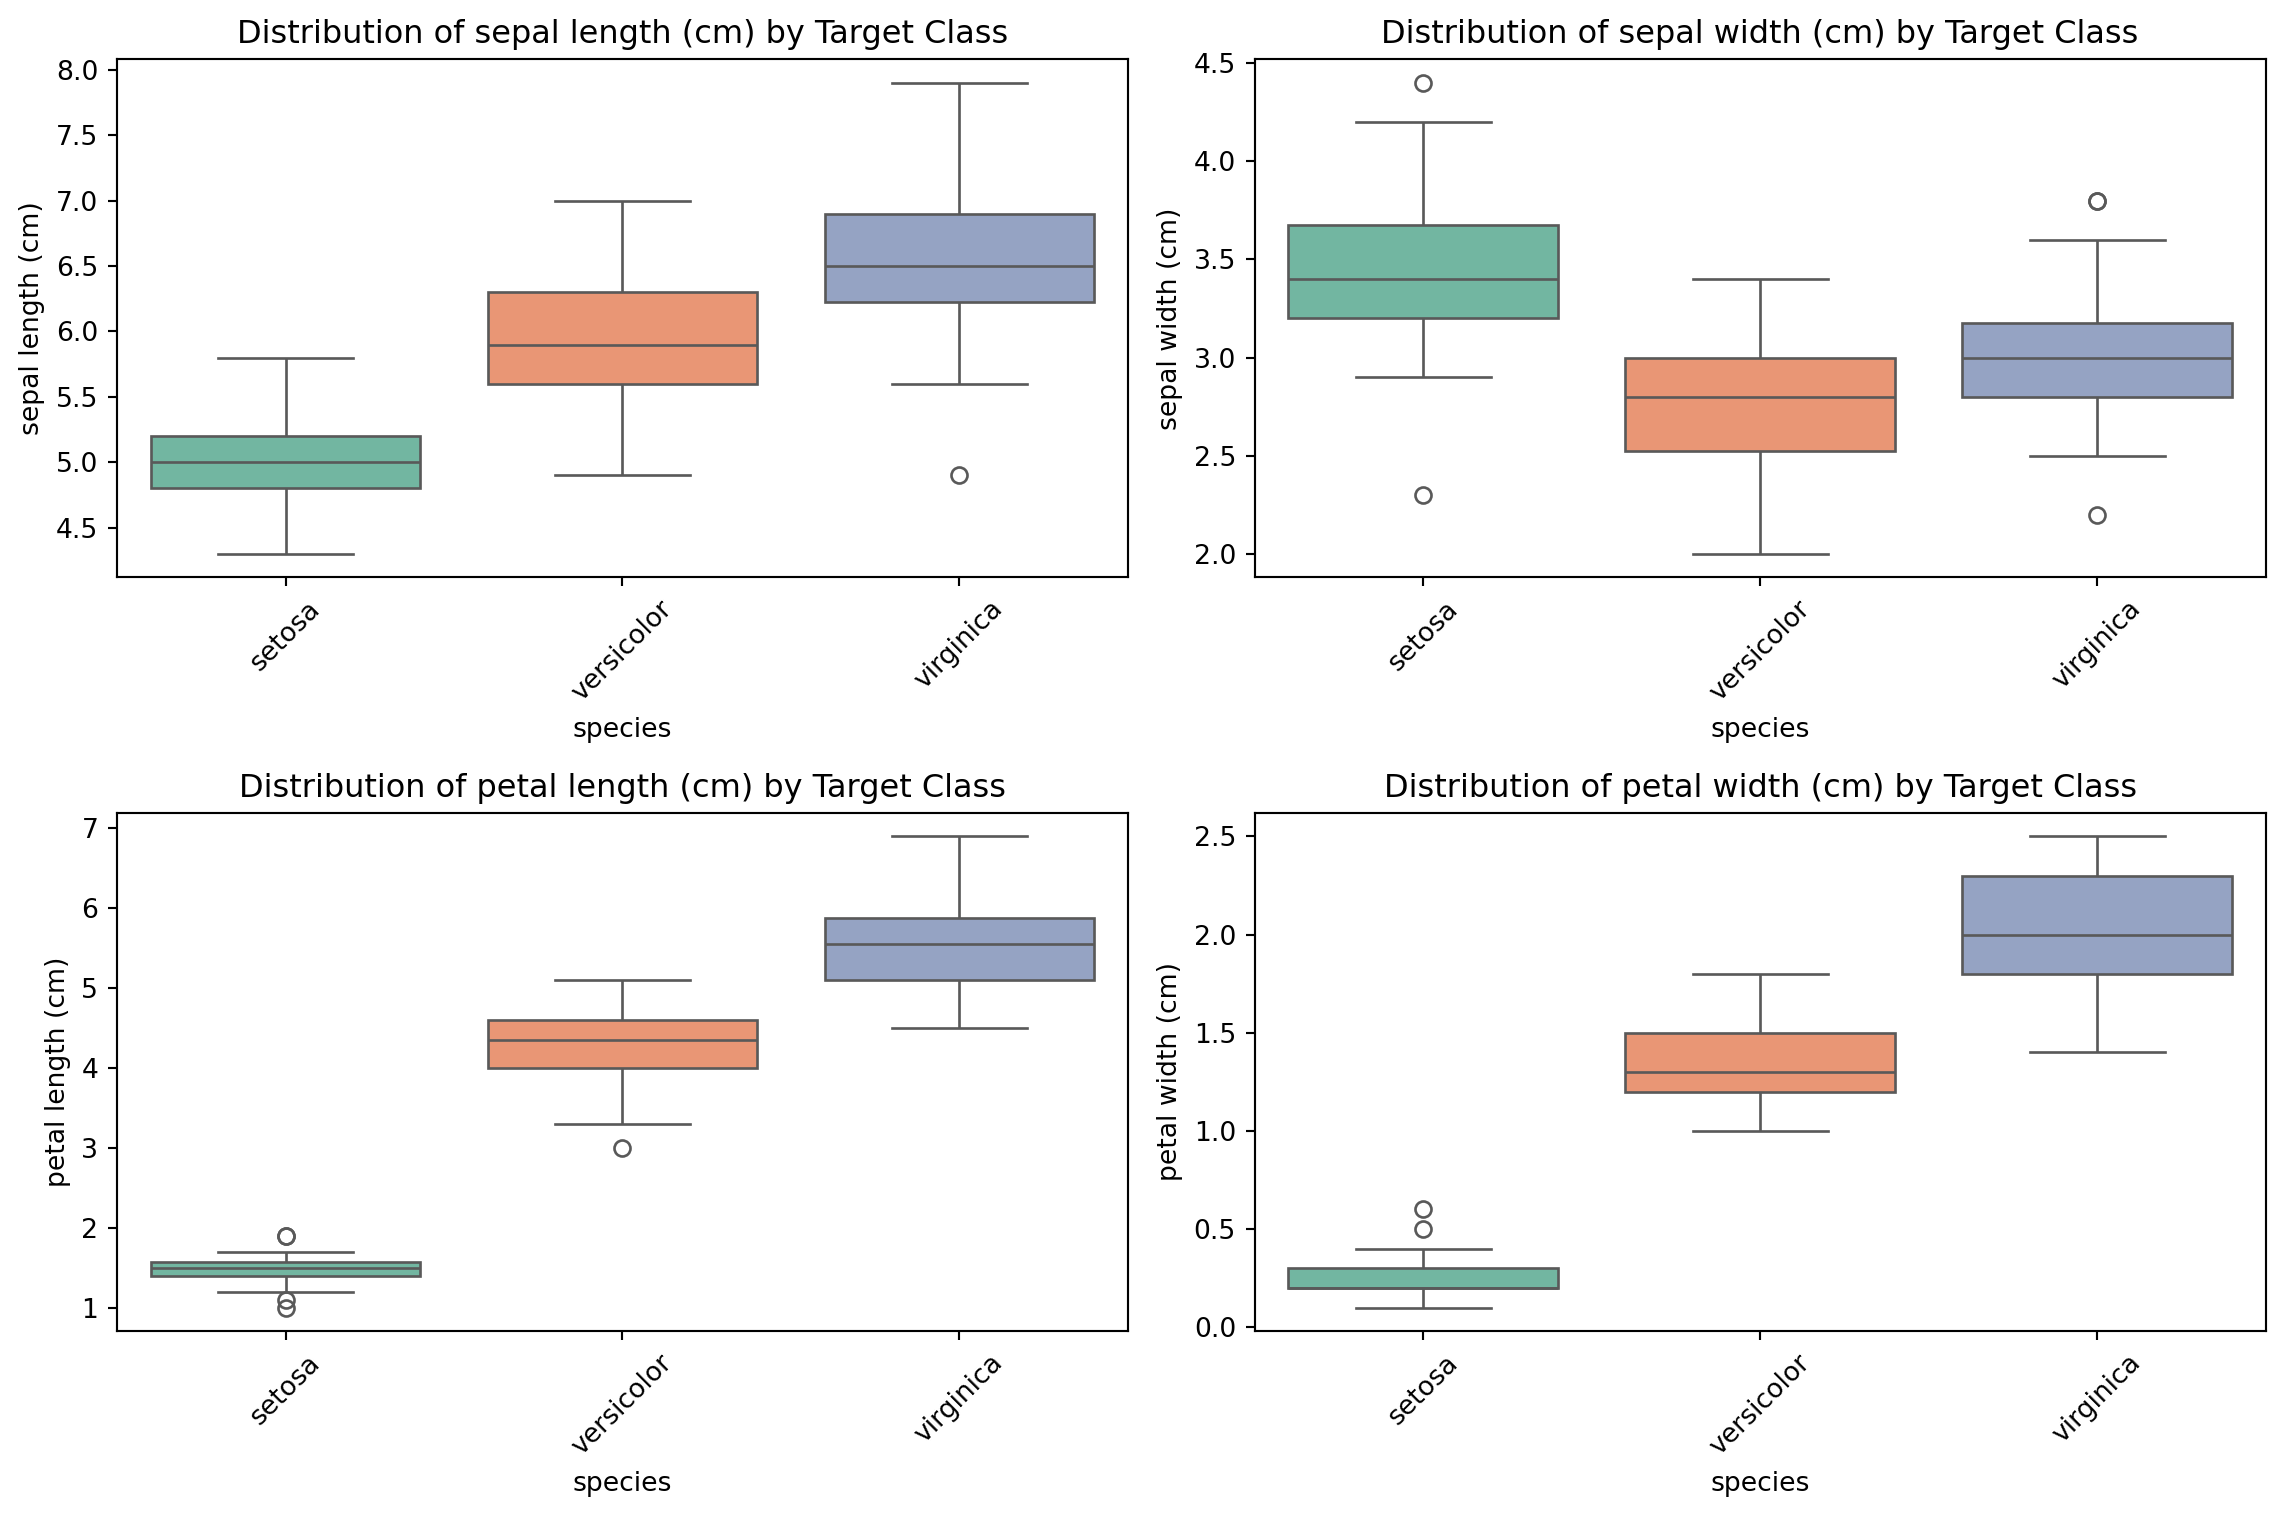 Distribution of sepal length (cm) by Target Class
sepal length (cm)
8.0
7.5
7.0
6.5
6.0
5.5
5.0
4.5
setosa
versicolor
virginica
species
Distribution of sepal width (cm) by Target Class
sepal width (cm)
4.5
4.0
3.5
3.0
2.5
2.0
setosa
versicolor
virginica
species
Distribution of petal length (cm) by Target Class
petal length (cm)
7
6
5
4
3
2
1
setosa
versicolor
virginica
species
Distribution of petal width (cm) by Target Class
petal width (cm)
2.5
2.0
1.5
1.0
0.5
0.0
setosa
versicolor
virginica
species